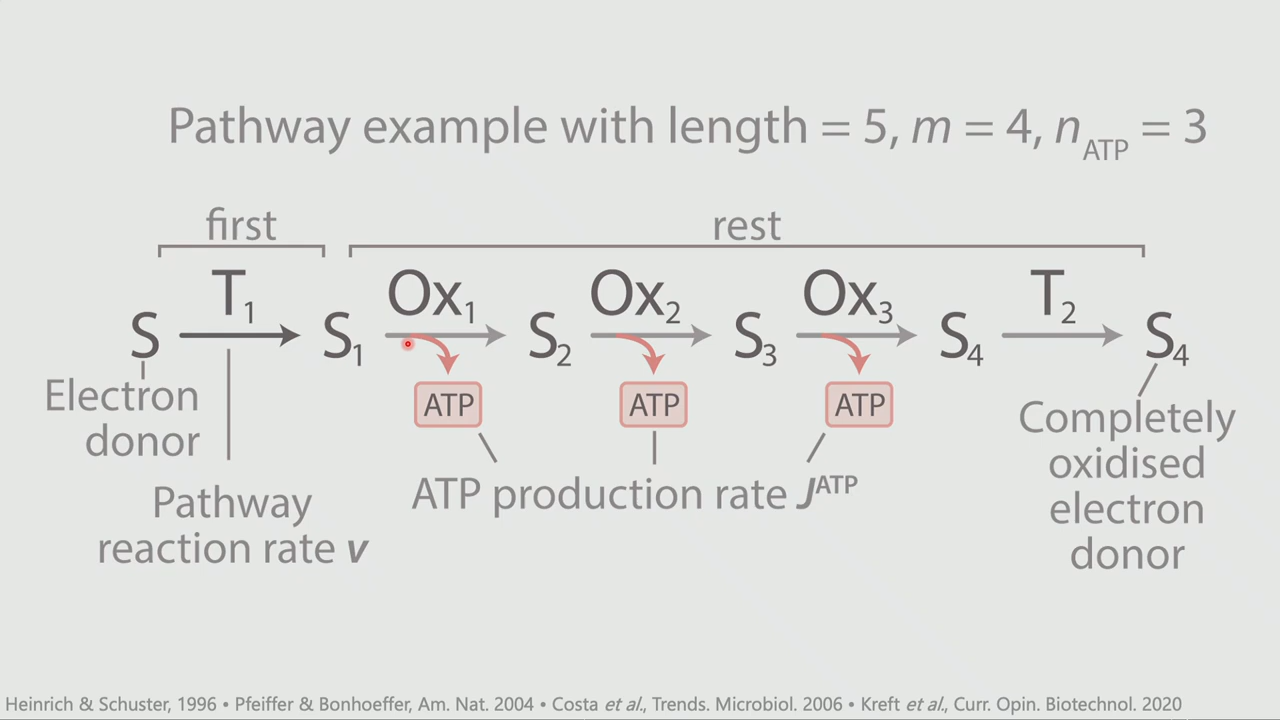 Pathway example with length = 5, m = 4, nATP = 3
first
rest
T1
Ox1
Ox2
Ox3
T2
S
S1
S2
S3
S4
S4
Electron
donor
ATP
ATP
ATP
Completely
oxidised
electron
donor
Pathway
reaction rate v
ATP production rate JATP
Heinrich & Schuster, 1996 • Pfeiffer & Bonhoeffer, Am. Nat. 2004 • Costa et al., Trends. Microbiol. 2006 • Kreft et al., Curr. Opin. Biotechnol. 2020